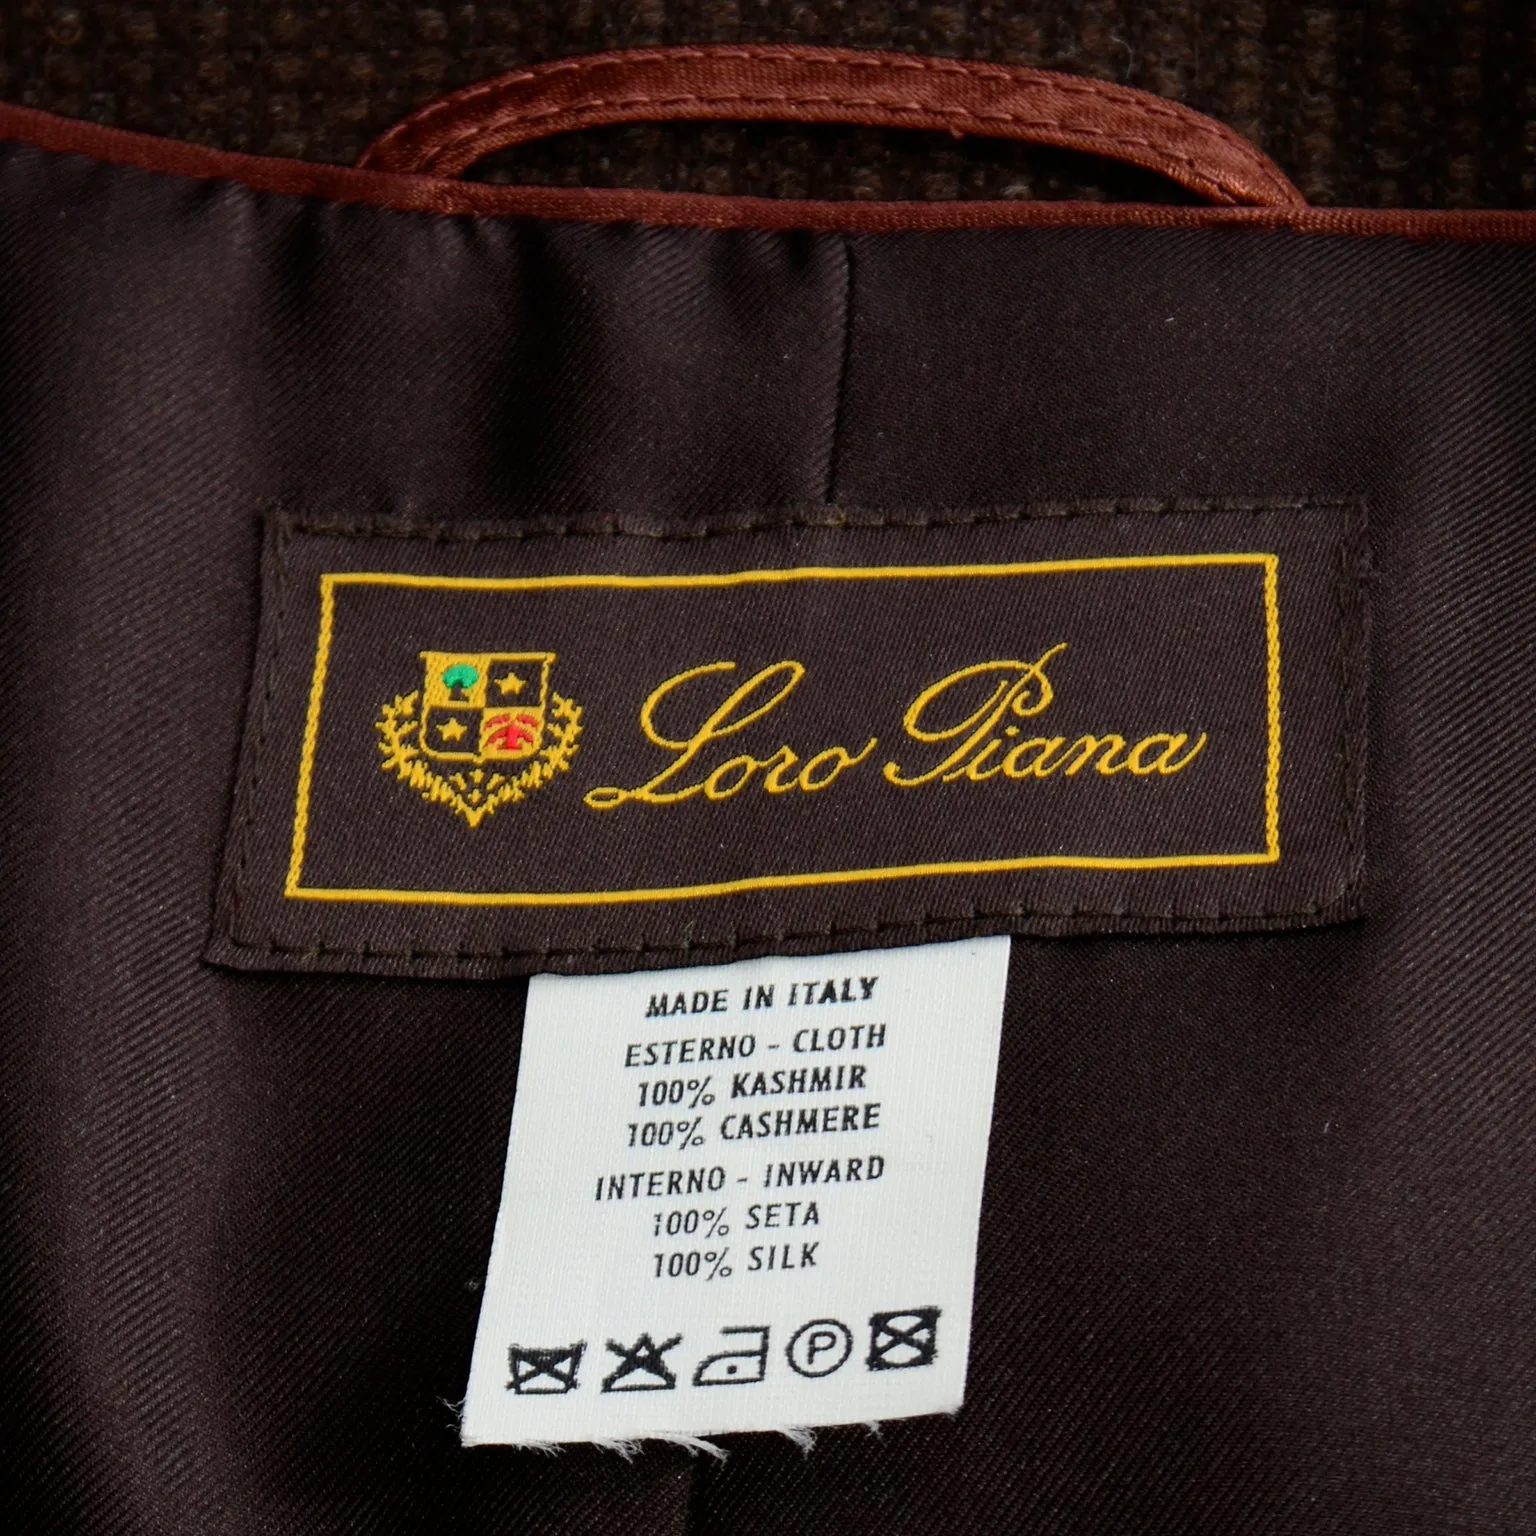 Loro Piana
MADE IN ITALY
ESTERNO - CLOTH
100% KASHMIR
100% CASHMERE
INTERNO - INWARD
100% SETA
100% SILK
P